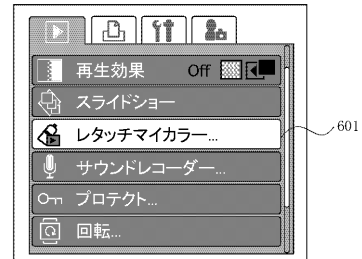 再生効果 Off
スライドショー
レタッチマイカラー...
601
サウンドレコーダー...
プロテクト...
回転...